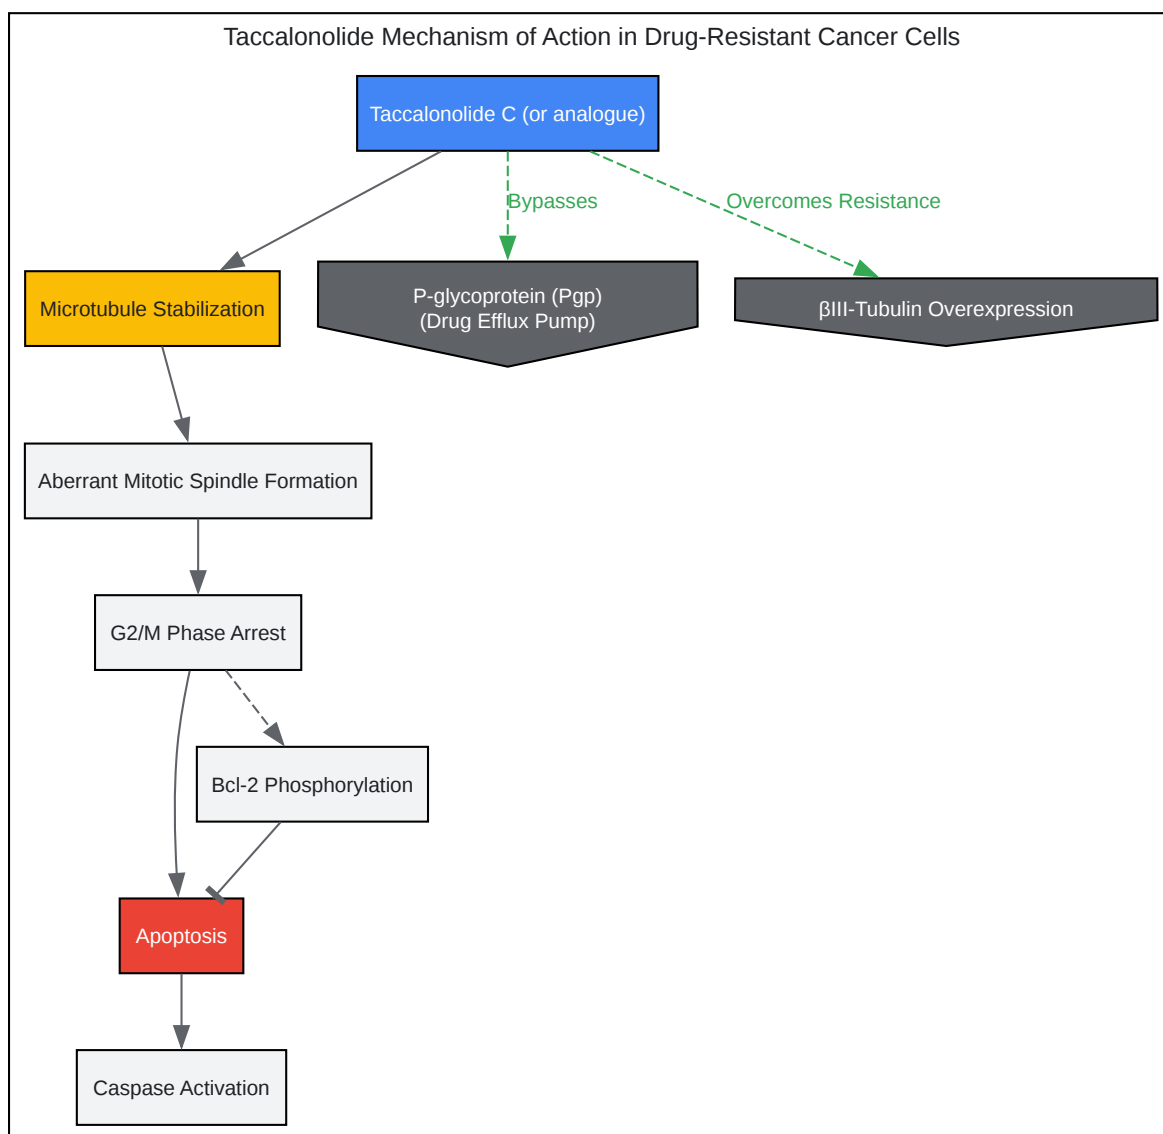 Taccalonolide Mechanism of Action in Drug-Resistant Cancer Cells
Taccalonolide C (or analogue)
Bypasses
Overcomes Resistance
Microtubule Stabilization
P-glycoprotein (Pgp)
(Drug Efflux Pump)
βIII-Tubulin Overexpression
Aberrant Mitotic Spindle Formation
G2/M Phase Arrest
Bcl-2 Phosphorylation
Apoptosis
Caspase Activation